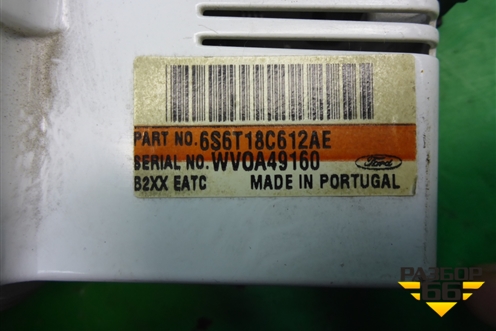 PART NO. 6S6T18C612AE
SERIAL NO. WV0A49160
Ford
B2XX EATC MADE IN PORTUGAL
РАЗБОР
66